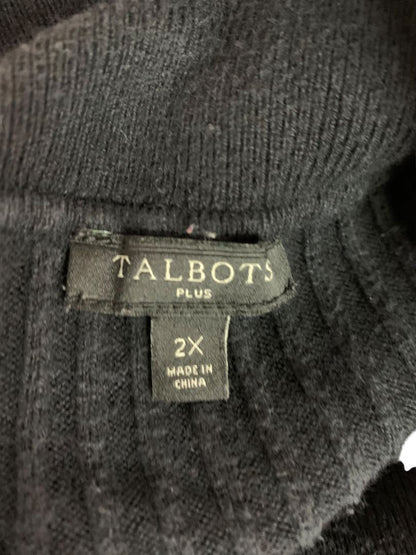 TALBOTS
PLUS
2X
MADE IN
CHINA